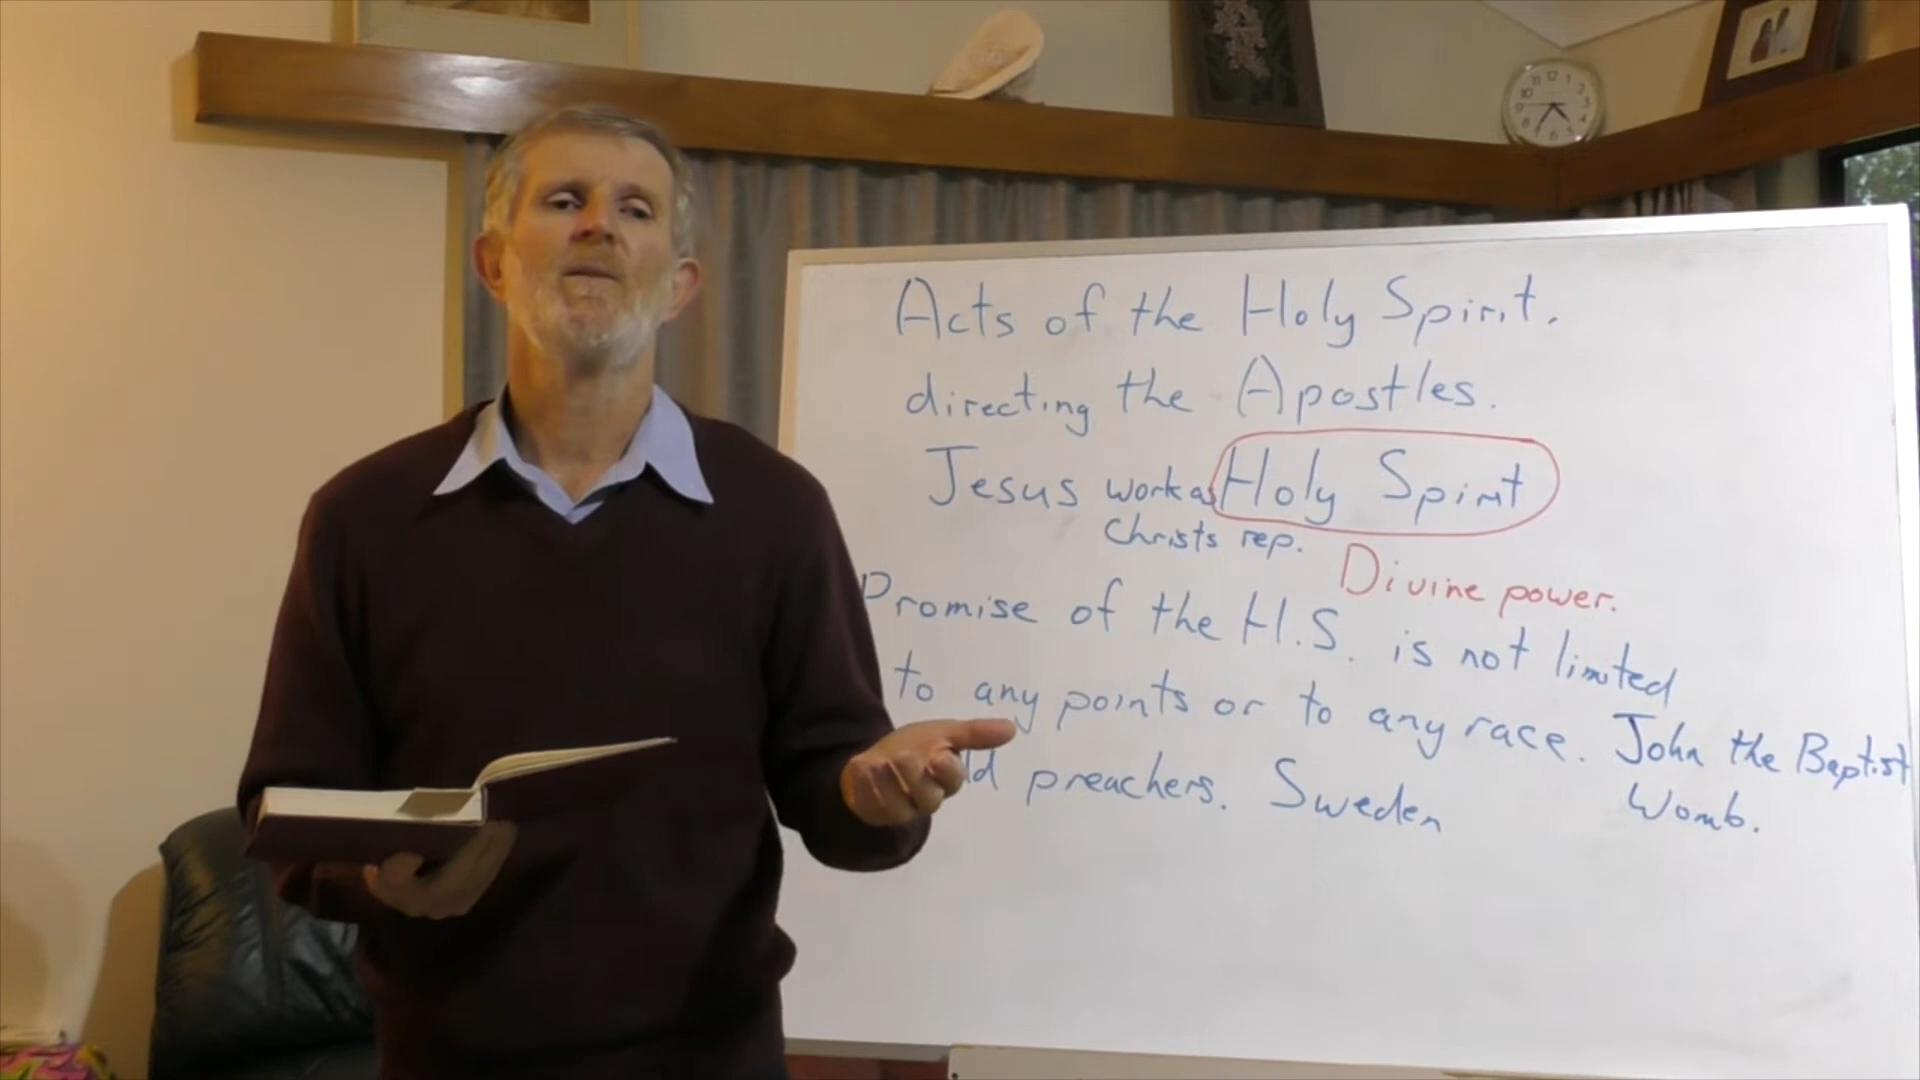 Acts of the Holy Spirit.
directing the Apostles.
Jesus work as Holy Spirit
Christs rep.
Divine power.
Promise of the H.S. is not limited
to any points or to any race. John the Baptist
preachers. Sweden
Womb.